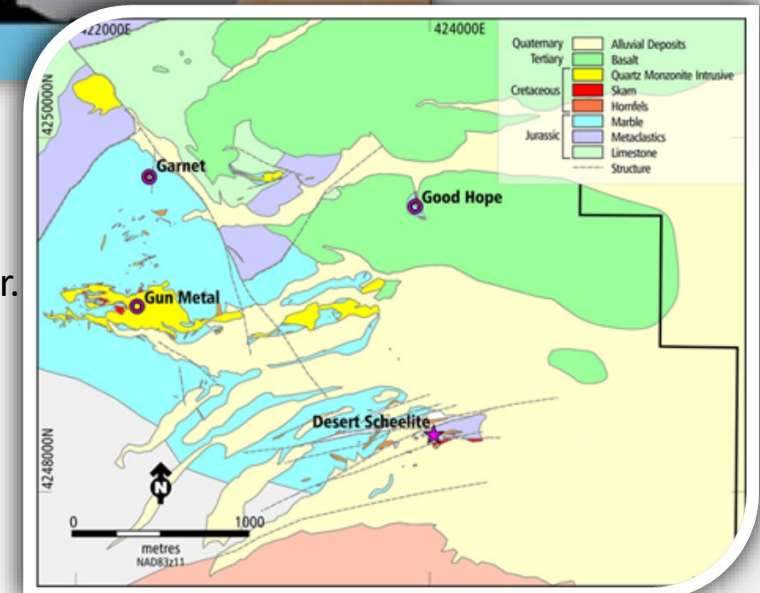 r.
422000E
424000E
4250000N
4248000N
Quaternary
Alluvial Deposits
Tertiary
Basalt
Cretaceous
Quartz Monzonite Intrusive
Skarn
Hornfels
Jurassic
Marble
Metaclastics
Limestone
Structure
Garnet
Good Hope
Gun Metal
Desert Scheelite
N
0 1000
metres
NAD83z11